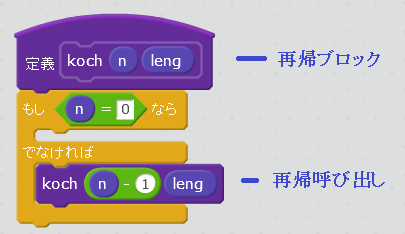 定義 koch n leng
再帰ブロック
もし n = 0 なら
でなければ
koch n - 1 leng
再帰呼び出し